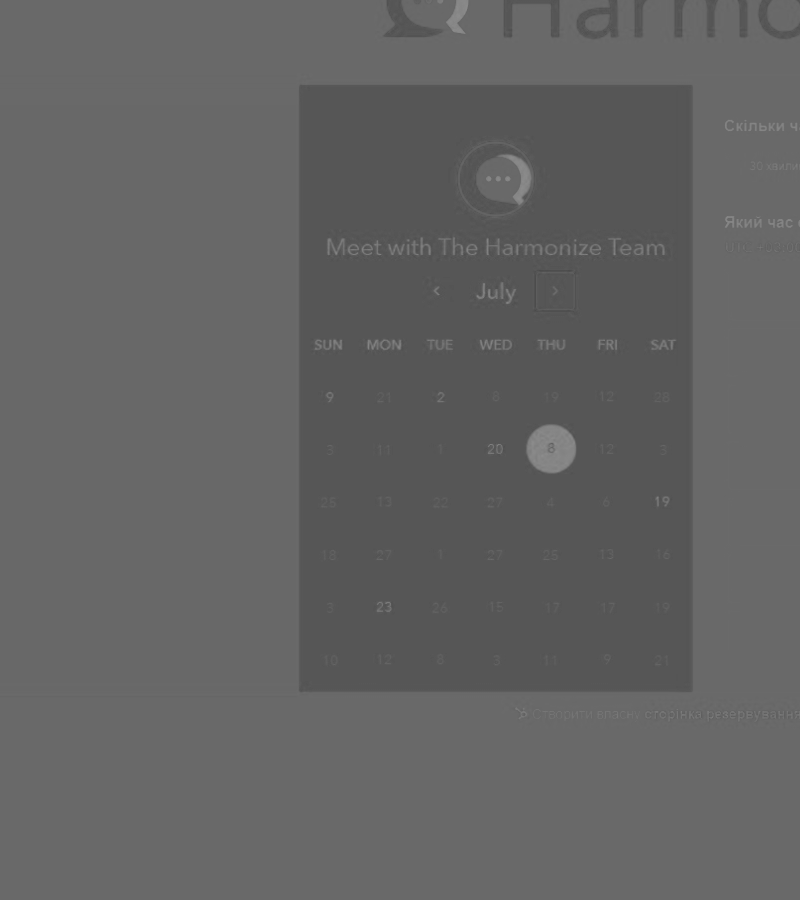 Harmo
Скільки ч
30 хвили
Meet with The Harmonize Team
Який час
July
SUN MON TUE WED THU FRI SAT
9 21 2 8 19 12 28
3 11 1 20 8 12 3
25 13 22 27 4 6 19
18 27 1 27 28 13 16
3 23 26 15 17 17 19
10 12 8 3 11 9 21
Створити власну сторінка резервування